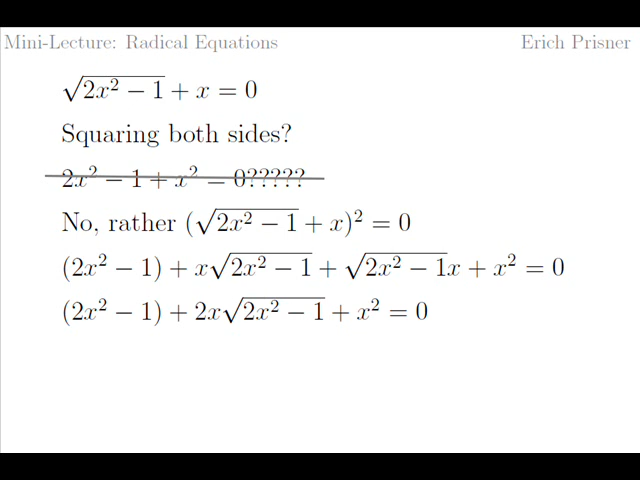 Mini-Lecture: Radical Equations Erich Prisner
√(2x² − 1) + x = 0
Squaring both sides?
2x² − 1 + x² = 0?????
No, rather (√(2x² − 1) + x)² = 0
(2x² − 1) + x√(2x² − 1) + √(2x² − 1)x + x² = 0
(2x² − 1) + 2x√(2x² − 1) + x² = 0